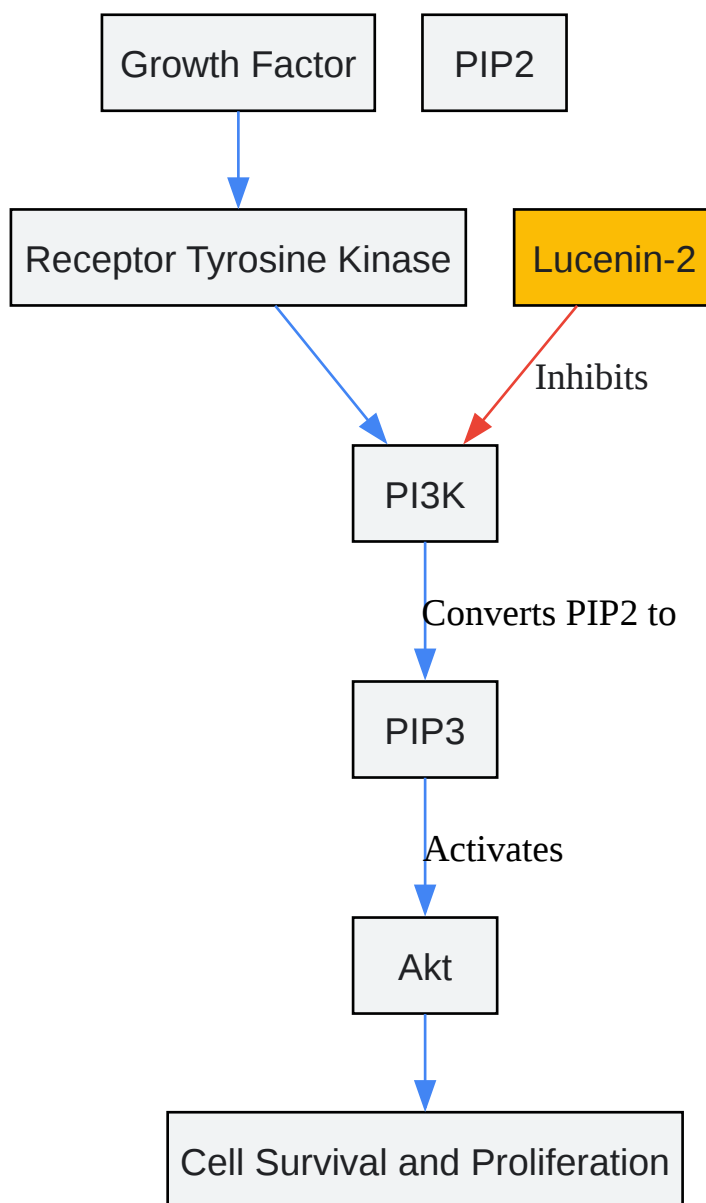 Growth Factor
PIP2
Receptor Tyrosine Kinase
Lucenin-2
Inhibits
PI3K
Converts PIP2 to
PIP3
Activates
Akt
Cell Survival and Proliferation